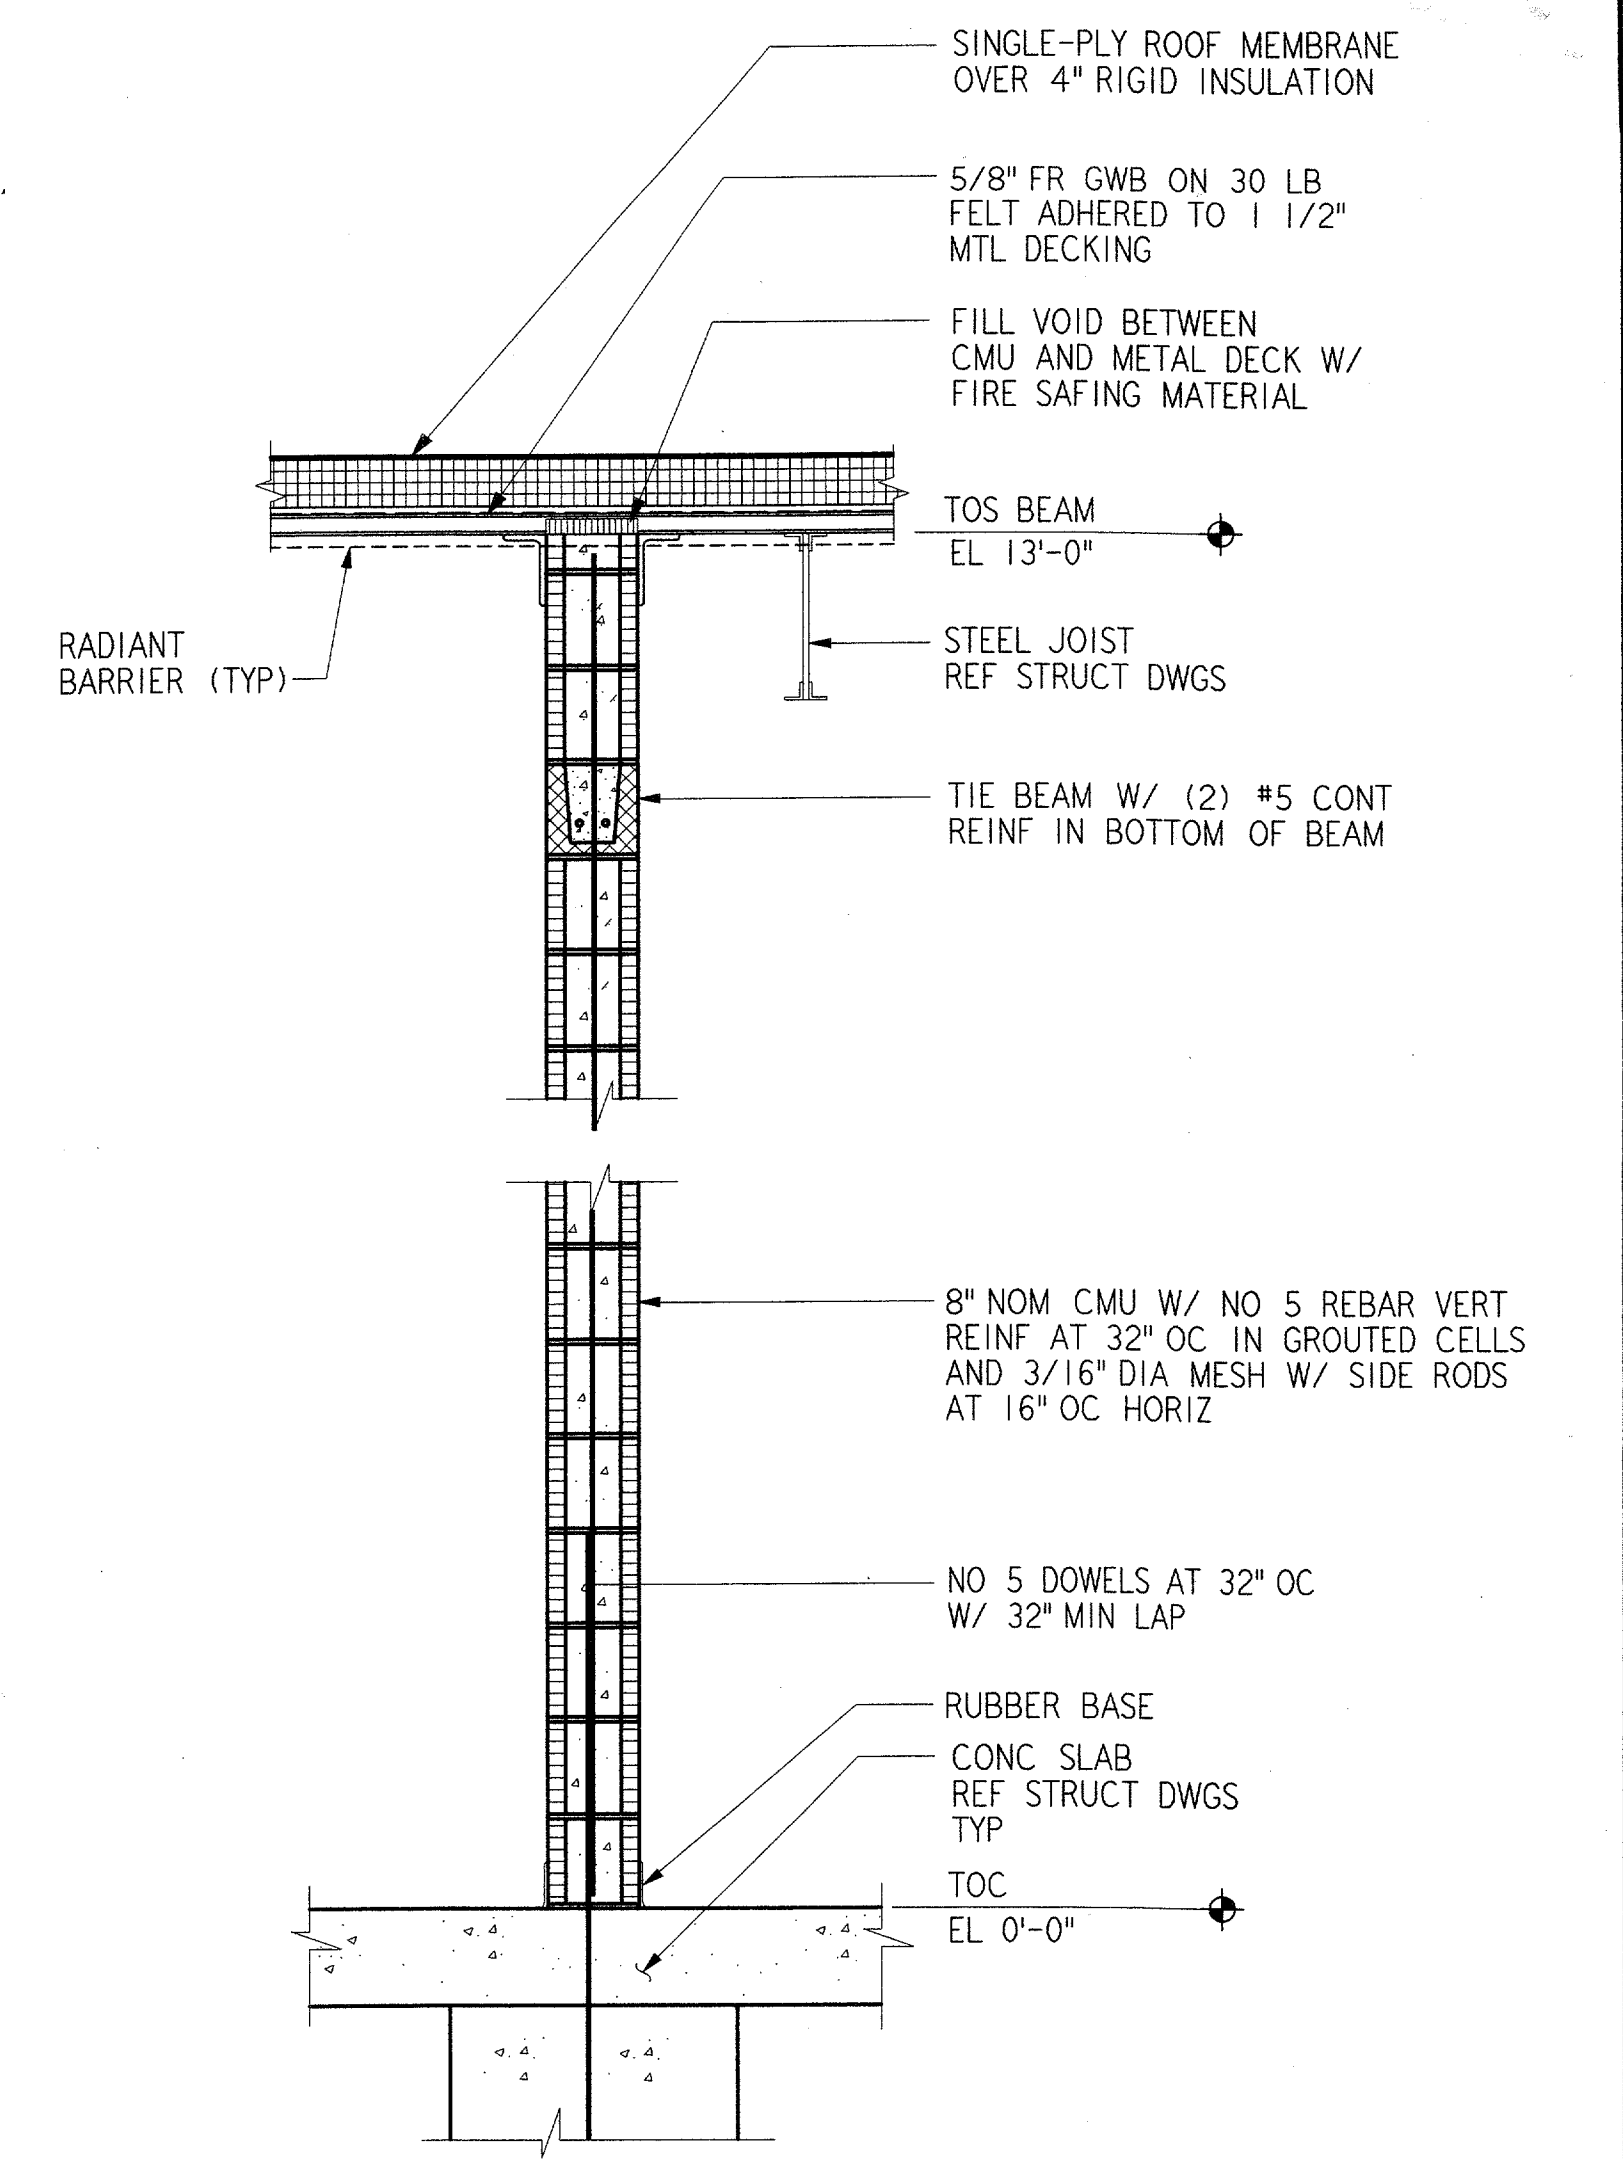 SINGLE-PLY ROOF MEMBRANE
OVER 4" RIGID INSULATION
5/8" FR GWB ON 30 LB
FELT ADHERED TO 1 1/2"
MTL DECKING
FILL VOID BETWEEN
CMU AND METAL DECK W/
FIRE SAFING MATERIAL
TOS BEAM
EL 13'-0"
RADIANT
BARRIER (TYP)
STEEL JOIST
REF STRUCT DWGS
TIE BEAM W/ (2) #5 CONT
REINF IN BOTTOM OF BEAM
8" NOM CMU W/ NO 5 REBAR VERT
REINF AT 32" OC IN GROUTED CELLS
AND 3/16" DIA MESH W/ SIDE RODS
AT 16" OC HORIZ
NO 5 DOWELS AT 32" OC
W/ 32" MIN LAP
RUBBER BASE
CONC SLAB
REF STRUCT DWGS
TYP
TOC
EL 0'-0"